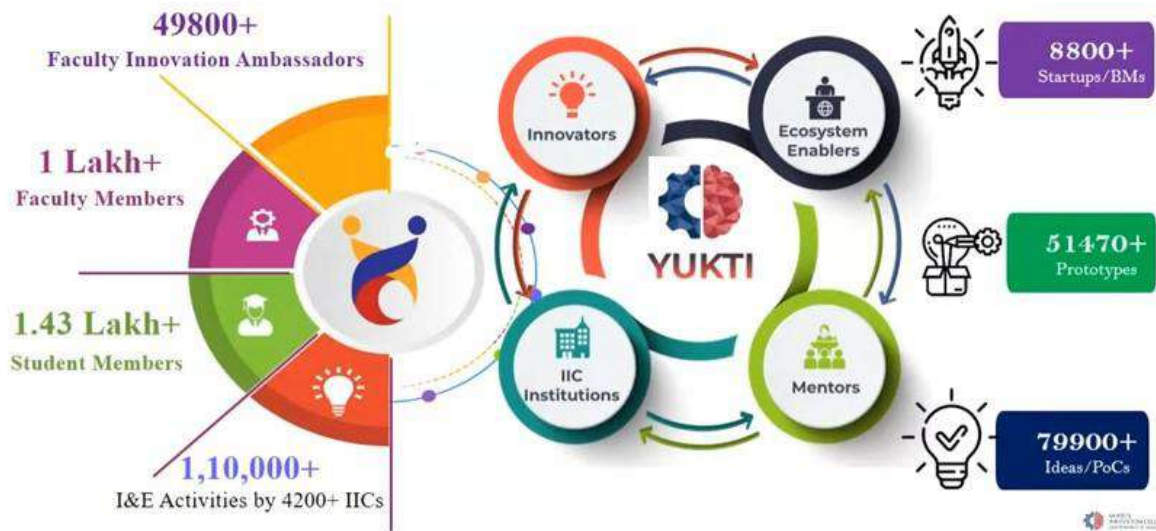 49800+
Faculty Innovation Ambassadors
1 Lakh+
Faculty Members
1.43 Lakh+
Student Members
1,10,000+
I&E Activities by 4200+ IICs
Innovators
Ecosystem
Enablers
YUKTI
IIC
Institutions
Mentors
8800+
Startups/BMs
51470+
Prototypes
79900+
Ideas/PoCs